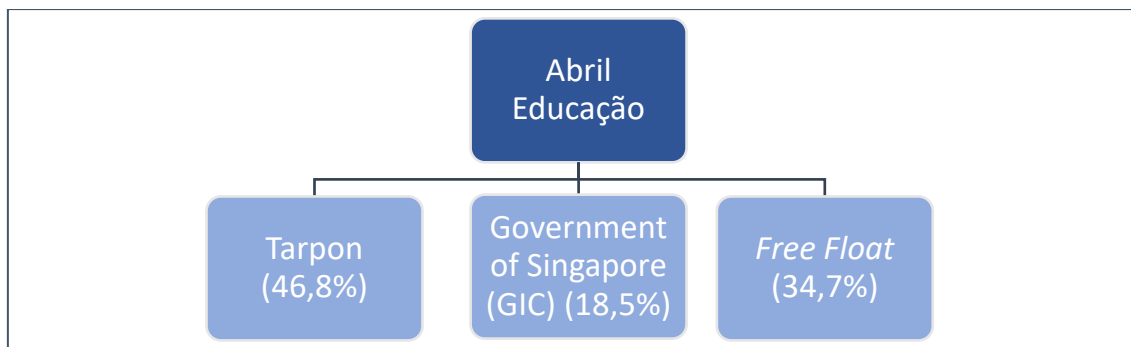 Abril
Educação
Tarpon
(46,8%)
Government
of Singapore
(GIC) (18,5%)
Free Float
(34,7%)